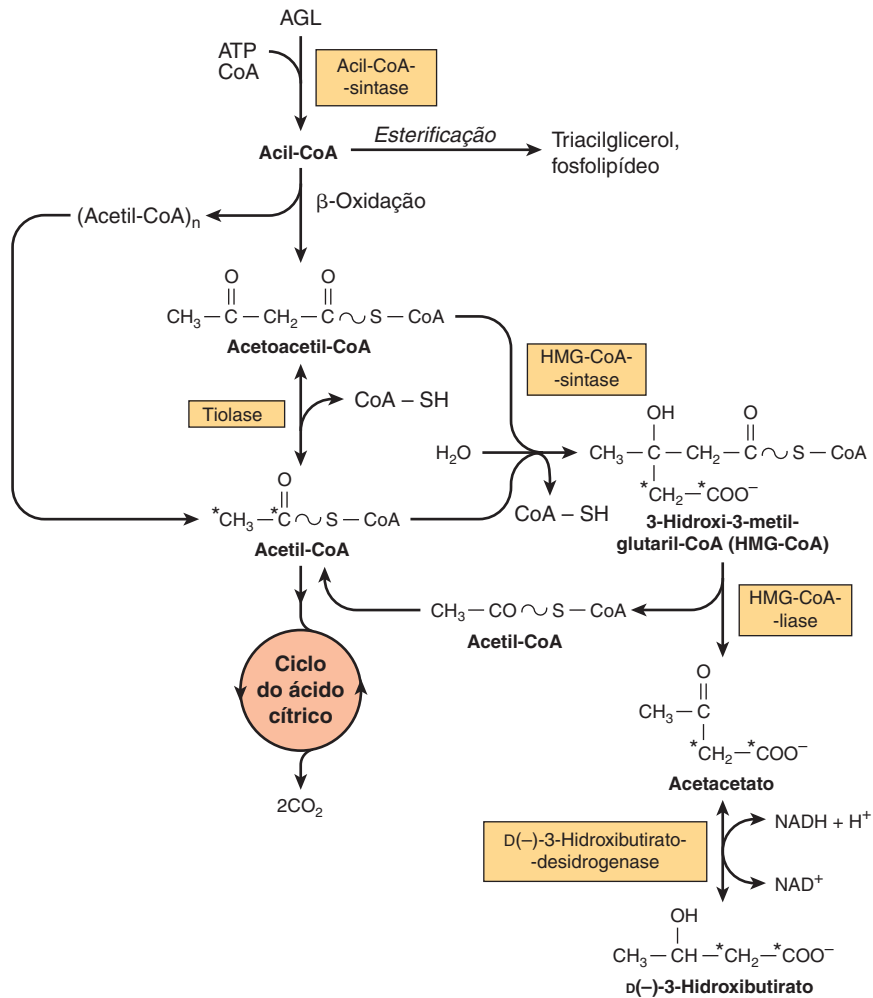 AGL
ATP
CoA
Acil-CoA-
-sintase
Acil-CoA
Esterificação
Triacilglicerol,
fosfolipídeo
(Acetil-CoA)n
β-Oxidação
O O
CH3 – C – CH2 – C ~ S – CoA
Acetoacetil-CoA
HMG-CoA-
-sintase
Tiolase
CoA – SH
H2O
CoA – SH
O
*CH3 – *C ~ S – CoA
Acetil-CoA
OH O
CH3 – C – CH2 – C ~ S – CoA
*CH2 – *COO–
3-Hidroxi-3-metil-
glutaril-CoA (HMG-CoA)
HMG-CoA-
-liase
CH3 – CO ~ S – CoA
Acetil-CoA
Ciclo
do ácido
cítrico
2CO2
O
CH3 – C
*CH2 – *COO–
Acetacetato
D(–)-3-Hidroxibutirato-
-desidrogenase
NADH + H+
NAD+
OH
CH3 – CH – *CH2 – *COO–
D(–)-3-Hidroxibutirato